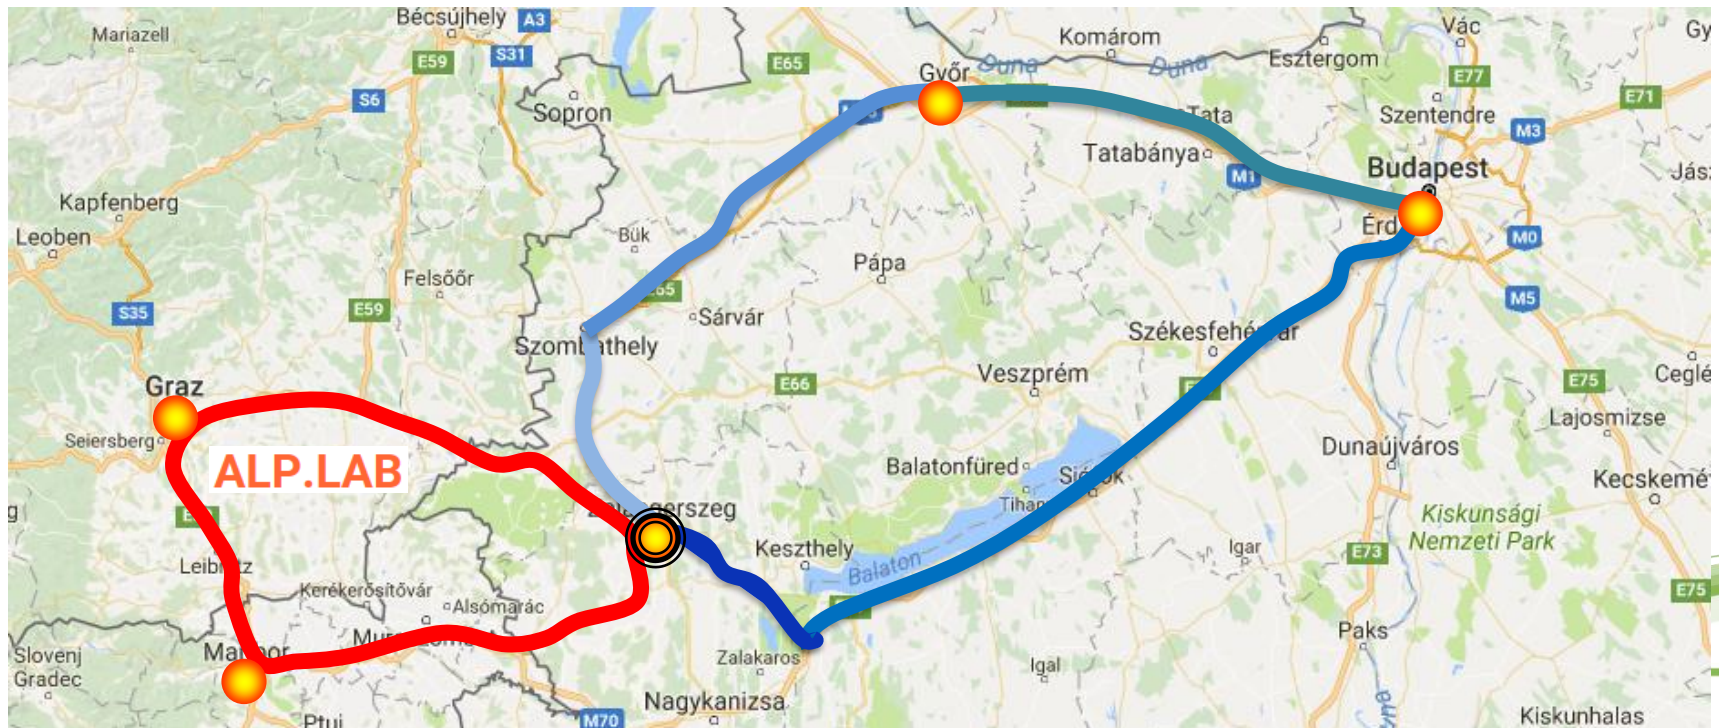 Mariazell
Bécsújhely
A3
S31
E59
S6
E65
Sopron
Győr
Duna
Duna
Komárom
Esztergom
Vác
E77
Szentendre
E71
M3
Tata
Tatabánya
M1
Budapest
Érd
M0
M5
Kapfenberg
Leoben
S35
Felsőőr
E59
Bük
Pápa
Sárvár
Székesfehérvár
Szombathely
E66
Veszprém
E75
Lajosmizse
Graz
Seiersberg
ALP.LAB
Balatonfüred
Siófok
Dunaújváros
Keszthely
Balaton
Igar
Kiskunsági
Nemzeti Park
E73
E75
Kerékerősítővár
Alsómarác
Slovenj
Gradec
Zalakaros
Igal
Paks
Nagykanizsa
M70
Ptuj
Kiskunhalas